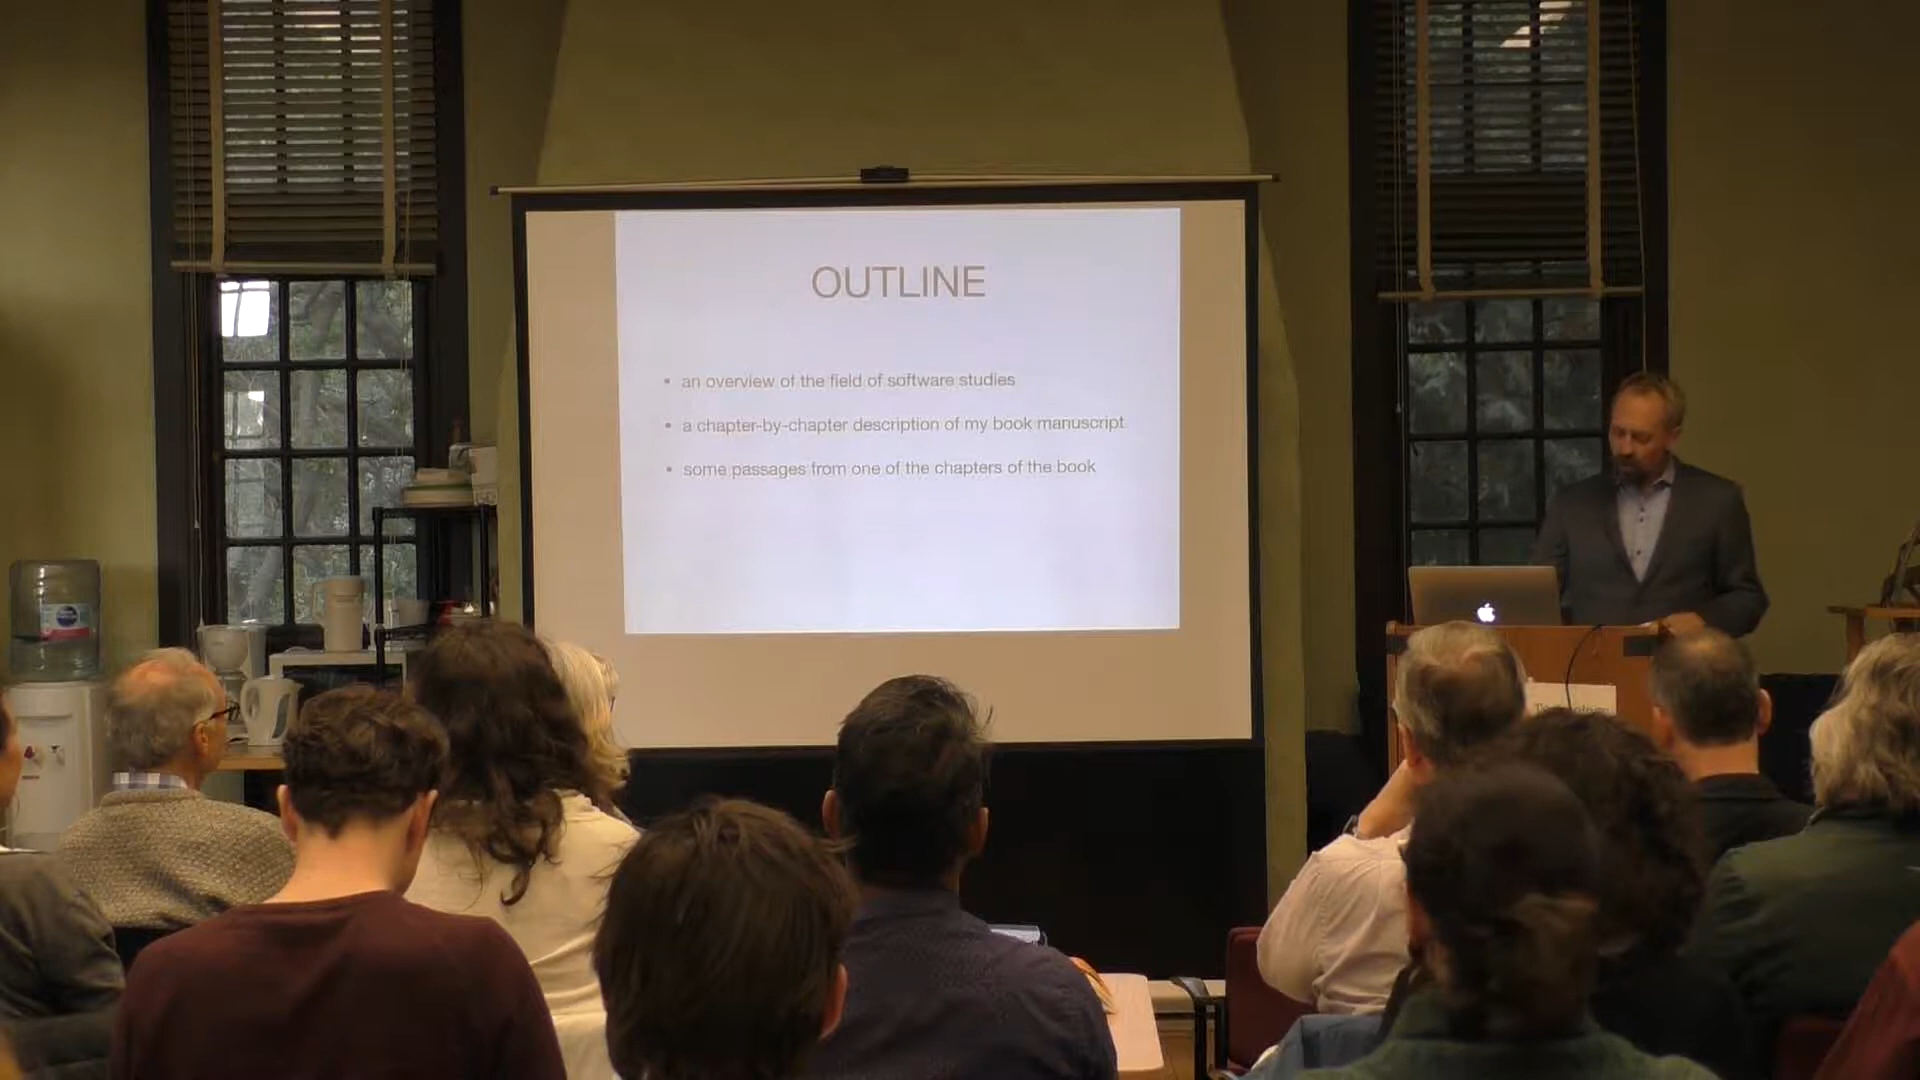 OUTLINE
• an overview of the field of software studies
• a chapter-by-chapter description of my book manuscript
• some passages from one of the chapters of the book